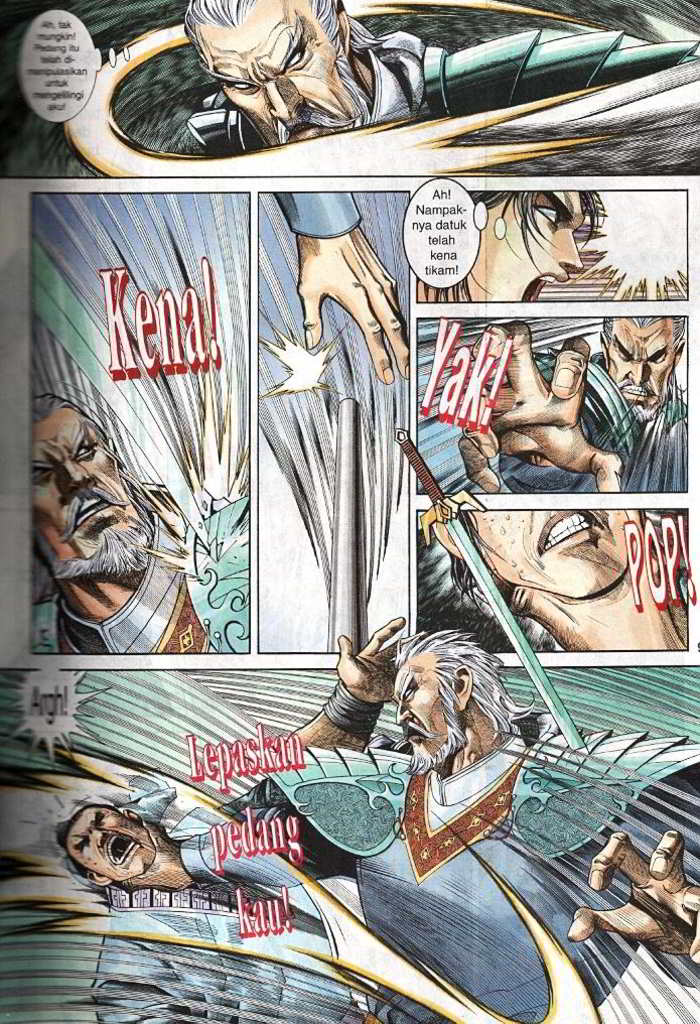 Ah, tak
mungkin!
Pedang itu
telah di-
manipulasikan
untuk
mengelilingi
aku!
Kena!
Ah!
Nampak-
nya datuk
telah
kena
tikam!
Yak!
POP!
Argh!
Lepaskan
pedang
kau!